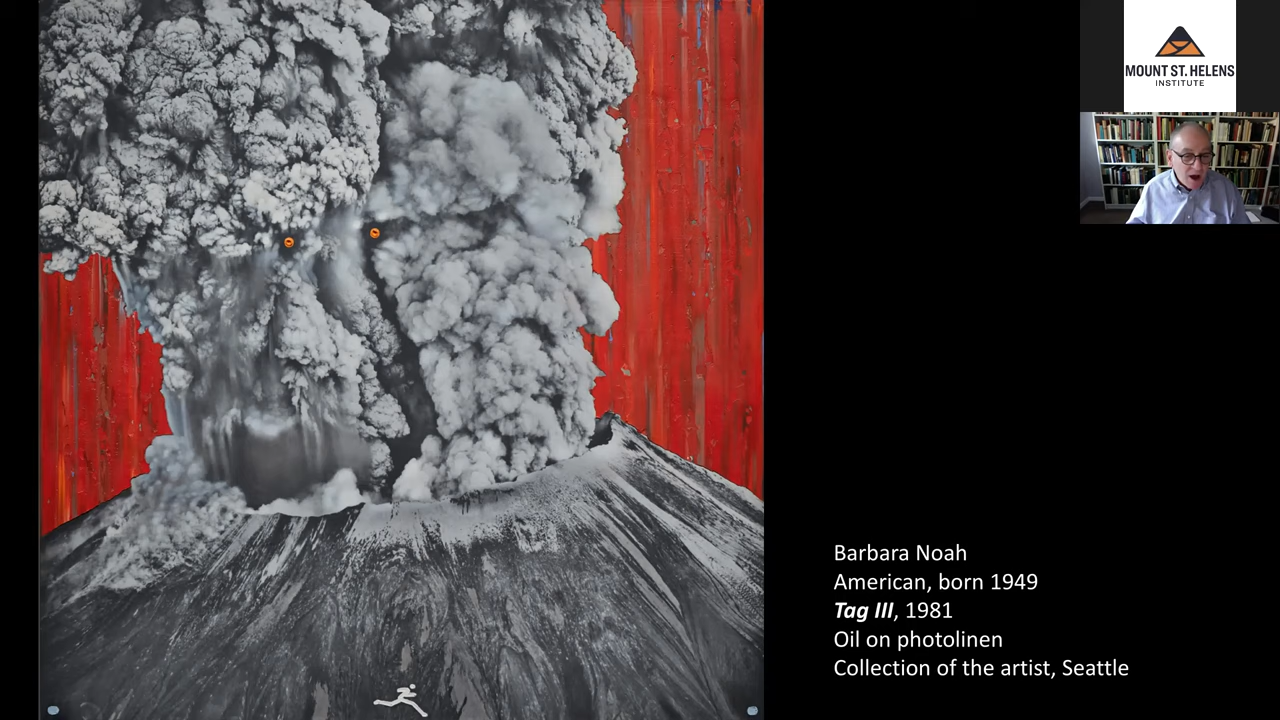 MOUNT ST. HELENS
INSTITUTE
Barbara Noah
American, born 1949
Tag III, 1981
Oil on photolinen
Collection of the artist, Seattle